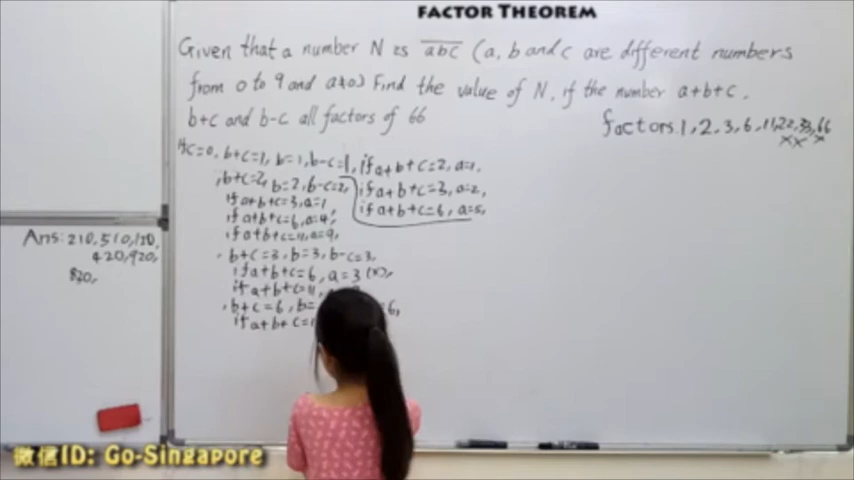 FACTOR THEOREM
Given that a number N is abc (a, b and c are different numbers
from 0 to 9 and a≠0) Find the value of N, if the number a+b+c,
b+c and b-c all factors of 66
factors 1, 2, 3, 6, 11, 22, 33, 66
If C=0, b+c=1, b=1, b-c=1, if a+b+c=2, a=1,
if a+b+c=3, a=2,
if a+b+c=6, a=5,
, b+c=2, b=2, b-c=2,
if a+b+c=3, a=1
if a+b+c=6, a=4,
if a+b+c=11, a=9,
, b+c=3, b=3, b-c=3,
if a+b+c=6, a=3 (x),
if a+b+c=11,
, b+c=6, b= =6,
if a+b+c=1
Ans: 210, 510, 120,
420, 920,
820,
微信ID: Go-Singapore